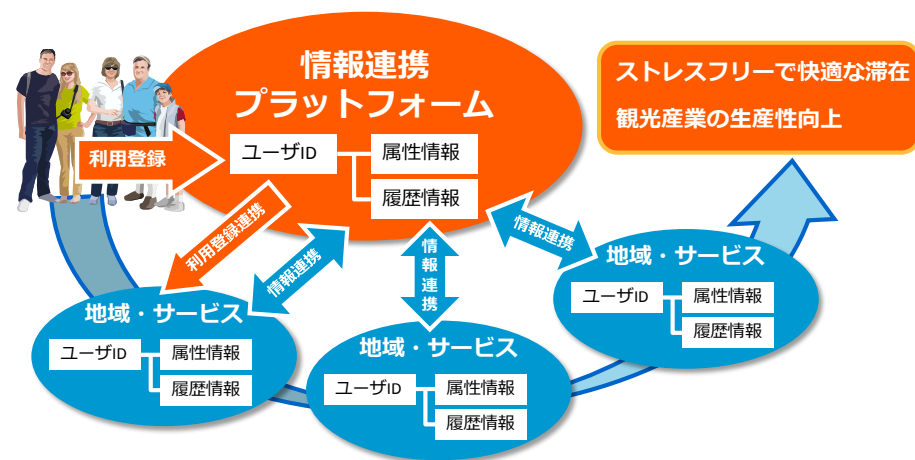 情報連携
プラットフォーム
ユーザID
属性情報
履歴情報
利用登録
ストレスフリーで快適な滞在
観光産業の生産性向上
利用登録連携
情報連携
情報連携
情報連携
地域・サービス
ユーザID
属性情報
履歴情報
地域・サービス
ユーザID
属性情報
履歴情報
地域・サービス
ユーザID
属性情報
履歴情報